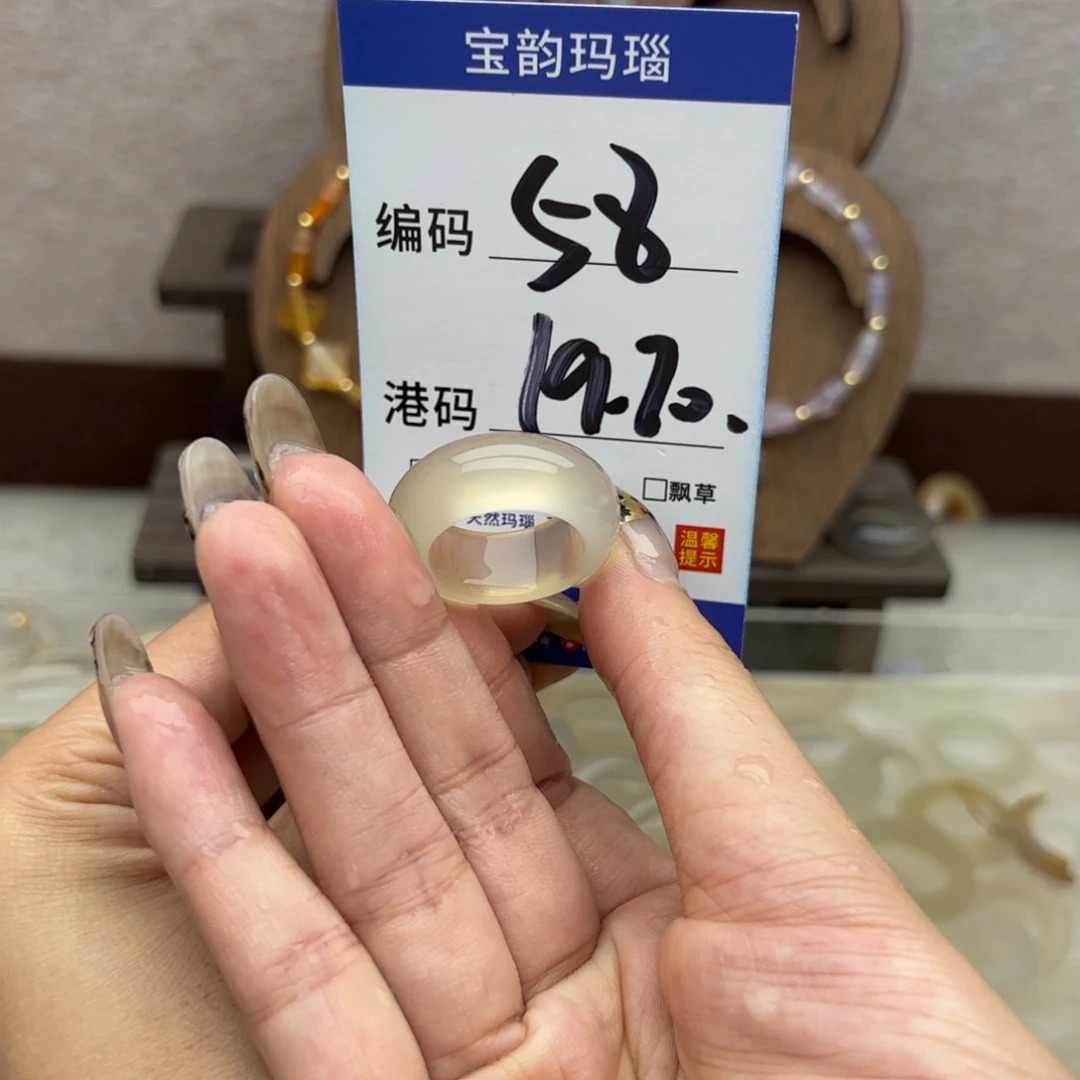 宝韵玛瑙
编码 58
港码 19.70.
□飘草
天然玛瑙
温馨
提示